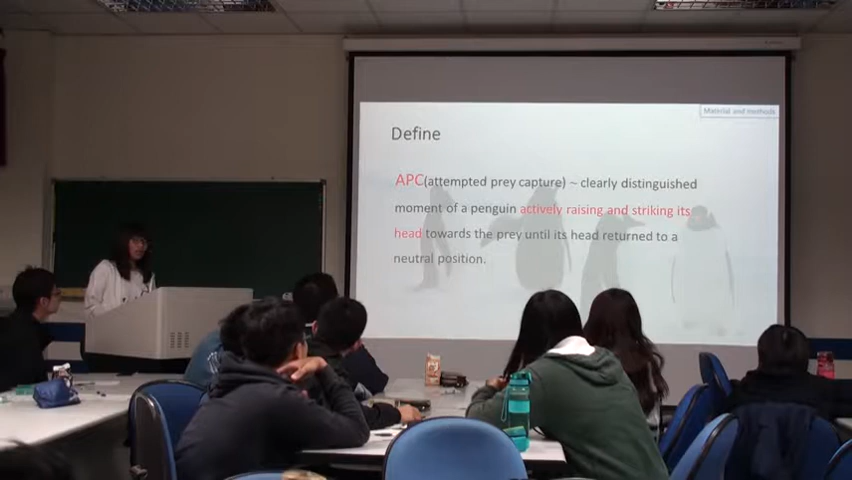 Material and methods
Define
APC(attempted prey capture) ~ clearly distinguished
moment of a penguin actively raising and striking its
head towards the prey until its head returned to a
neutral position.